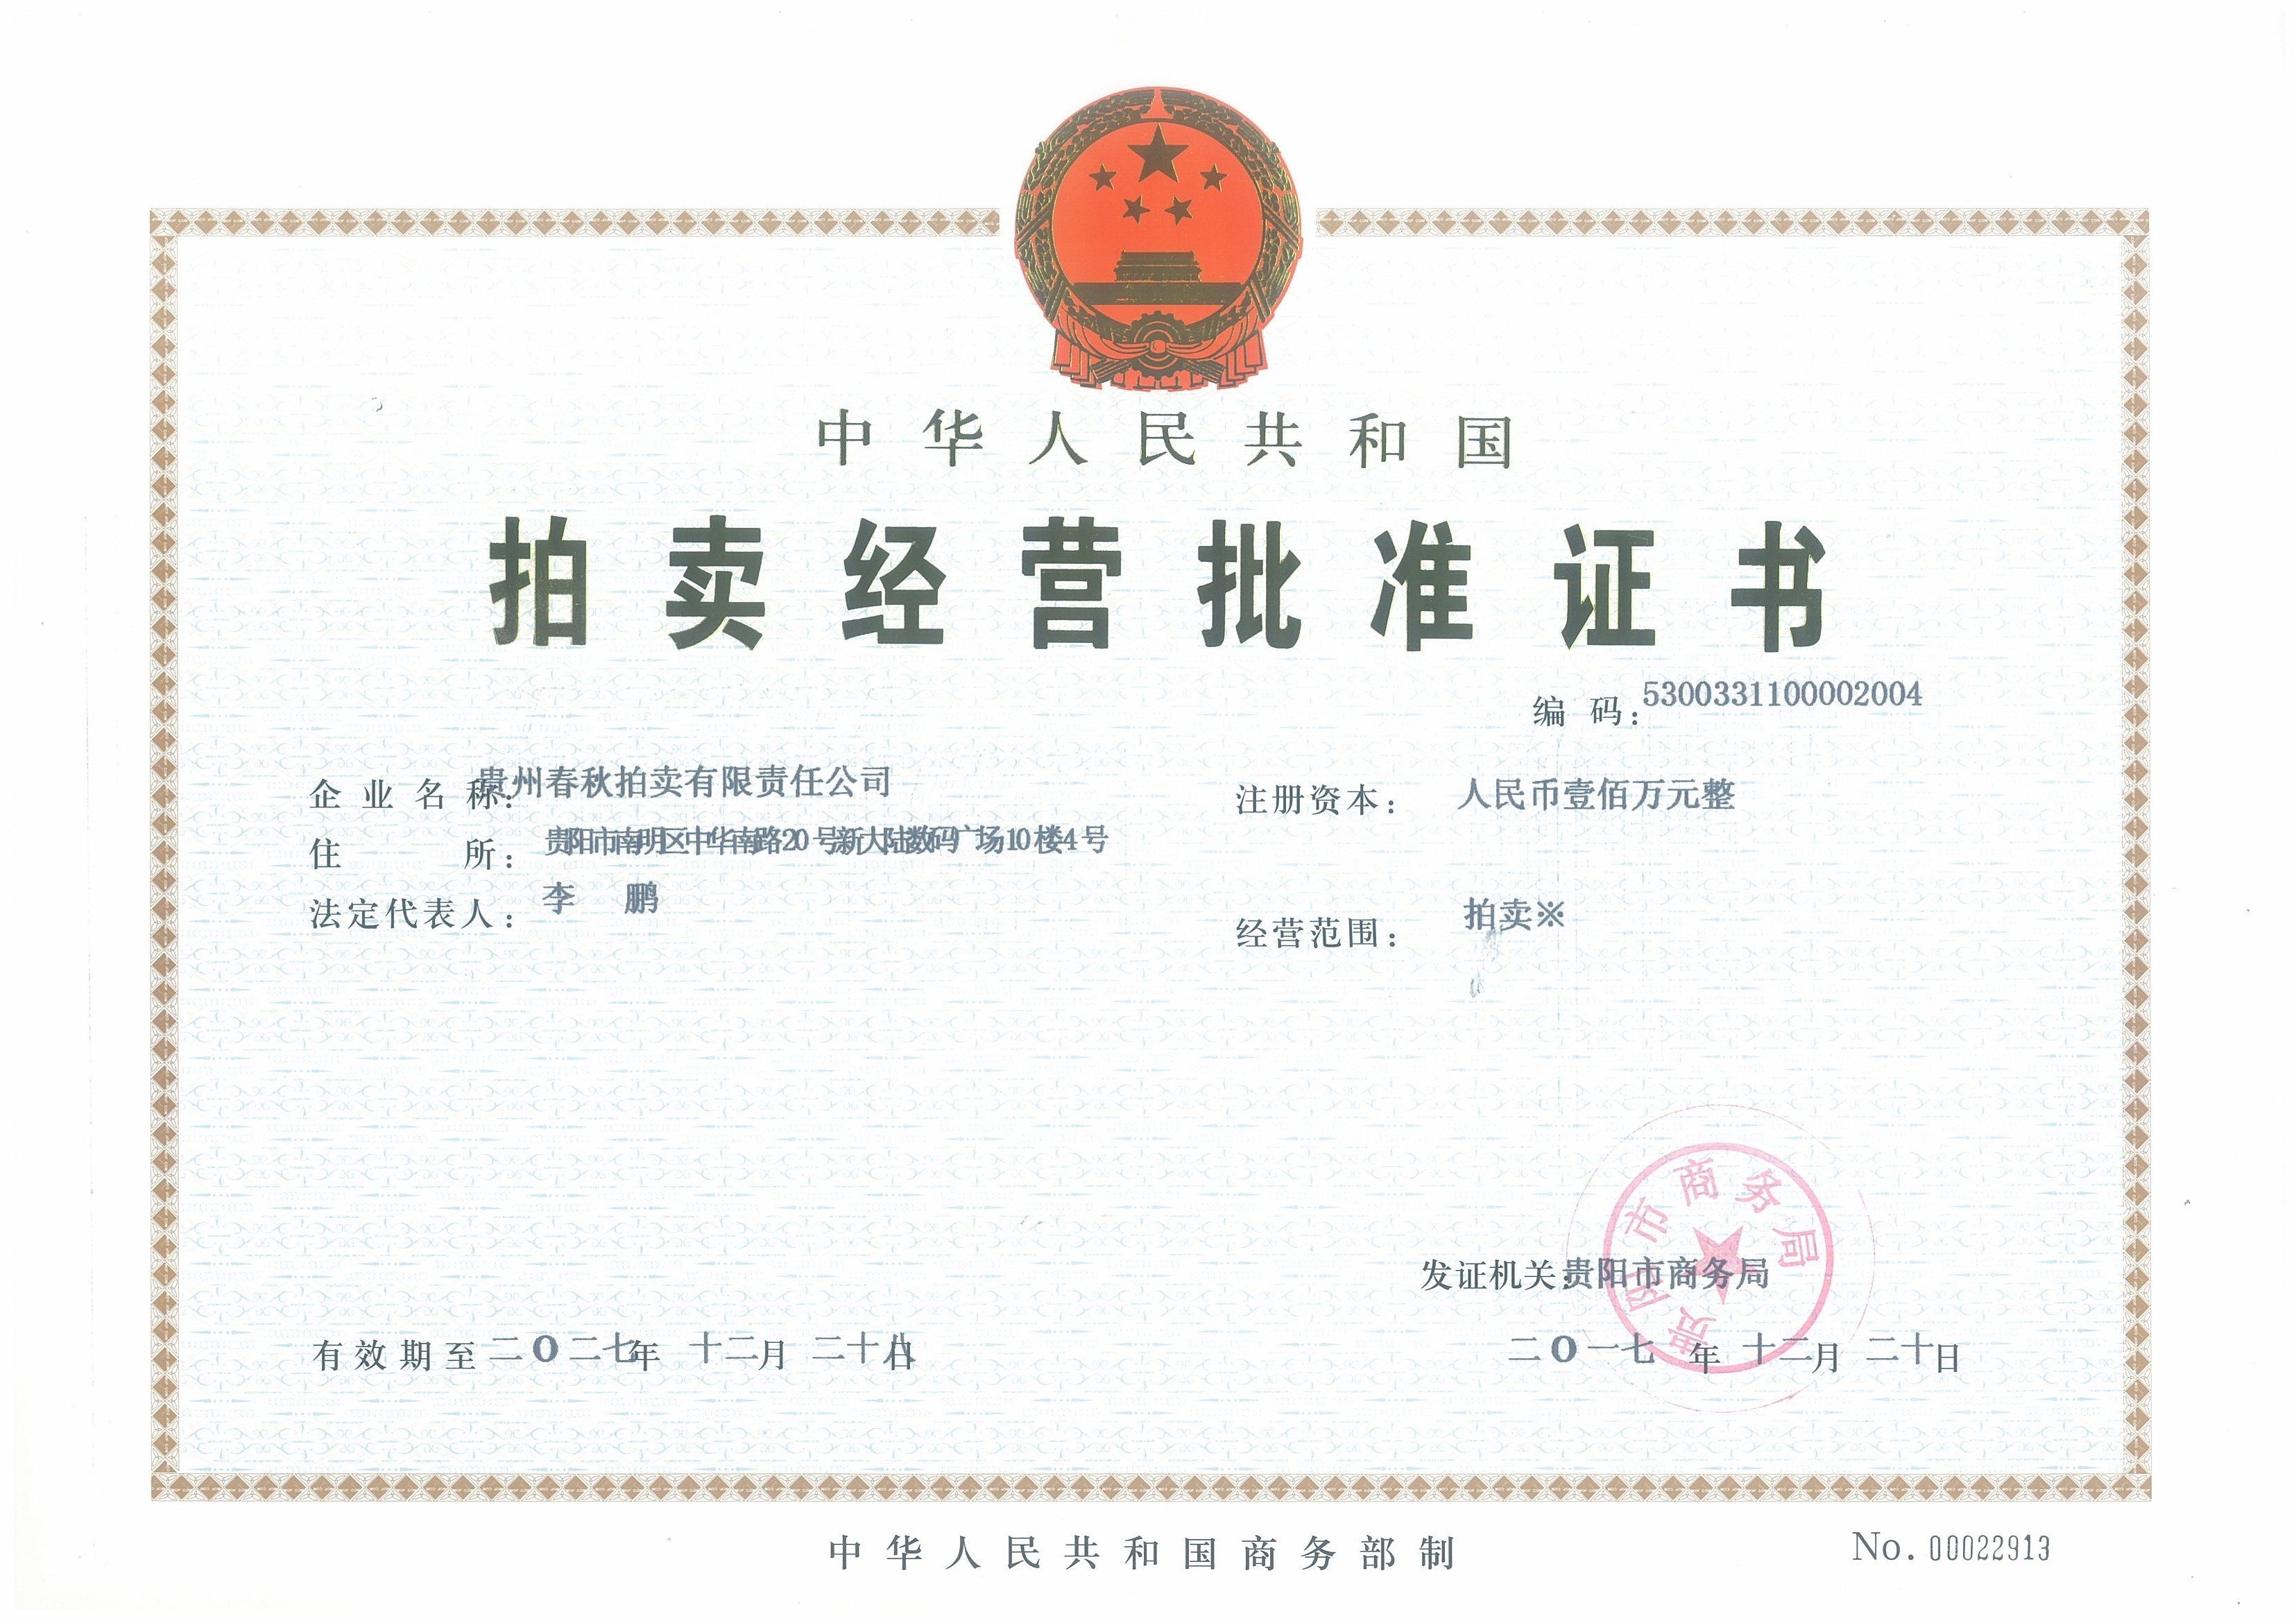 中华人民共和国
拍卖经营批准证书
编 码：5300331100002004
企业名称：贵州春秋拍卖有限责任公司
住 所：贵阳市南明区中华南路20号新大陆数码广场10楼4号
法定代表人：李 鹏
注册资本：人民币壹佰万元整
经营范围：拍卖※
贵阳市商务局
发证机关：贵阳市商务局
有效期至二〇二七年 十二月 二十八日
二〇一七年 十二月 二十日
中华人民共和国商务部制
No. 00022913